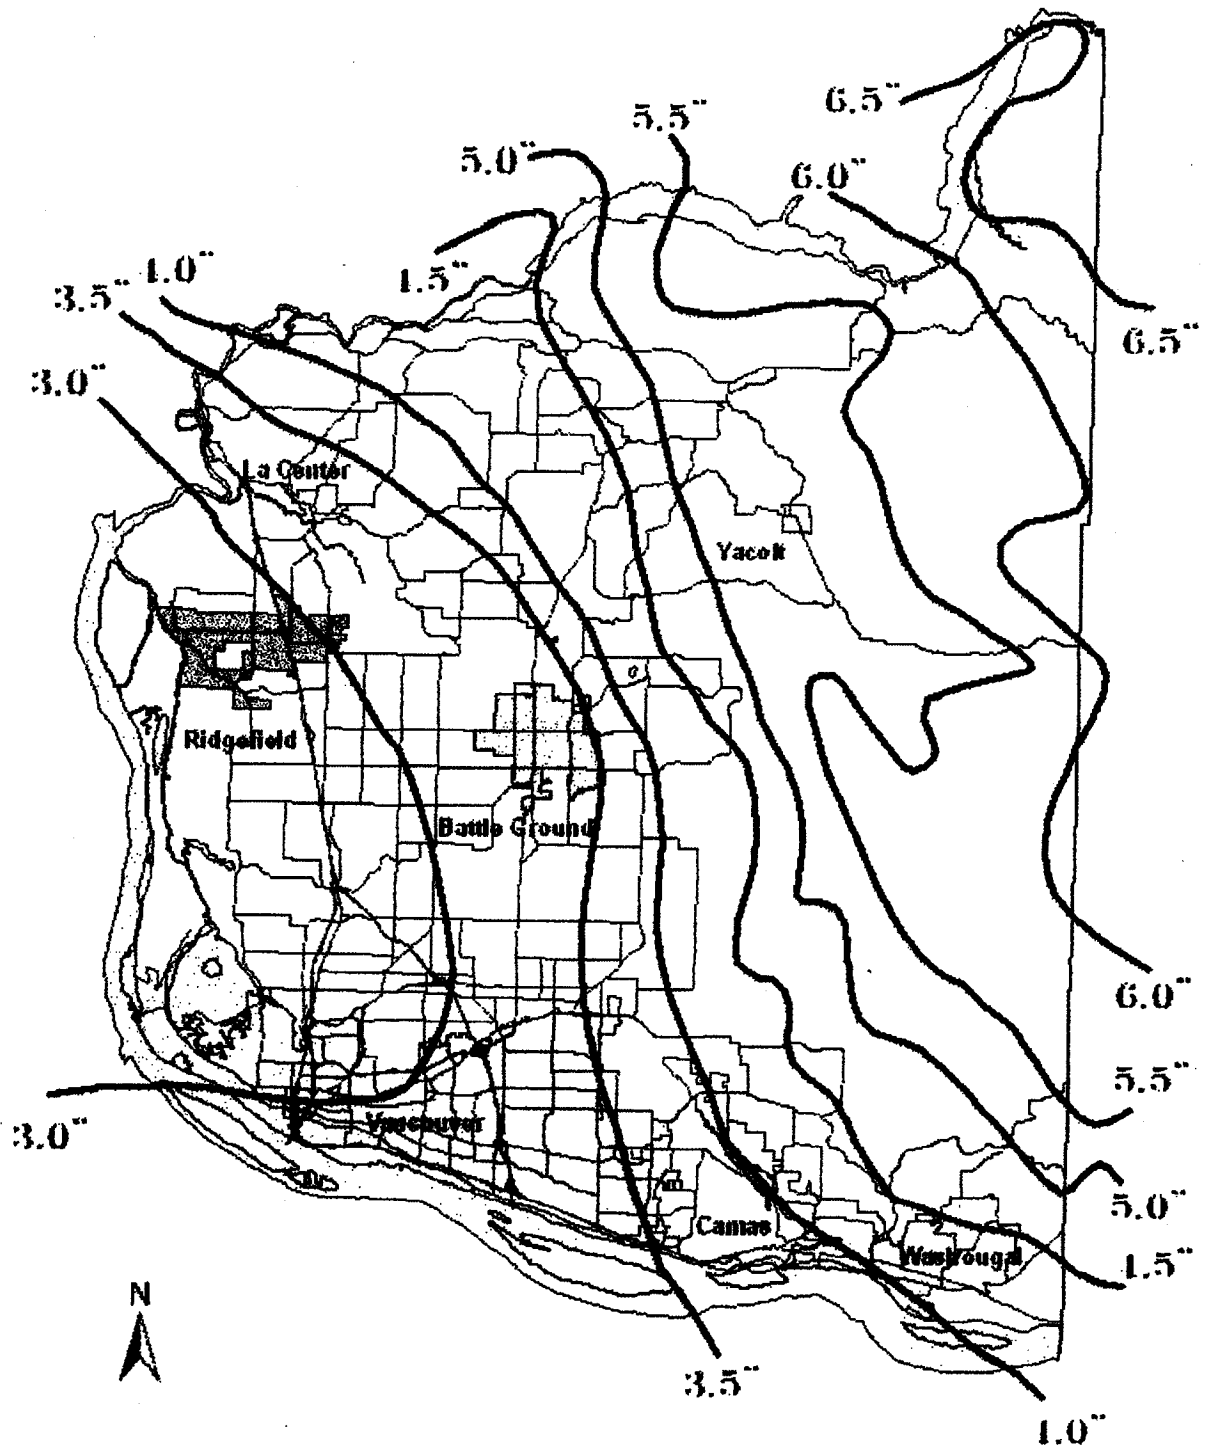 6.5"
5.5"
5.0"
6.0"
4.0"
4.5"
3.5"
6.5"
3.0"
La Center
Yacolt
Ridgefield
Battle Ground
6.0"
5.5"
Vancouver
3.0"
5.0"
Camas
Washougal
4.5"
N
3.5"
4.0"